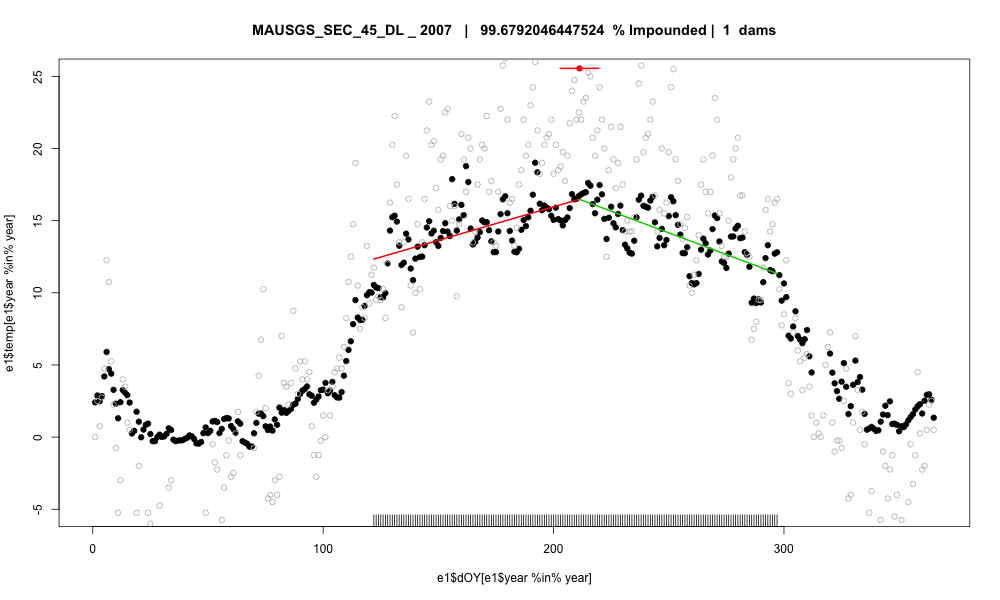 MAUSGS_SEC_45_DL _ 2007 | 99.6792046447524 % Impounded | 1 dams
25
20
15
10
5
0
-5
e1$temp[e1$year %in% year]
0 100 200 300
e1$dOY[e1$year %in% year]